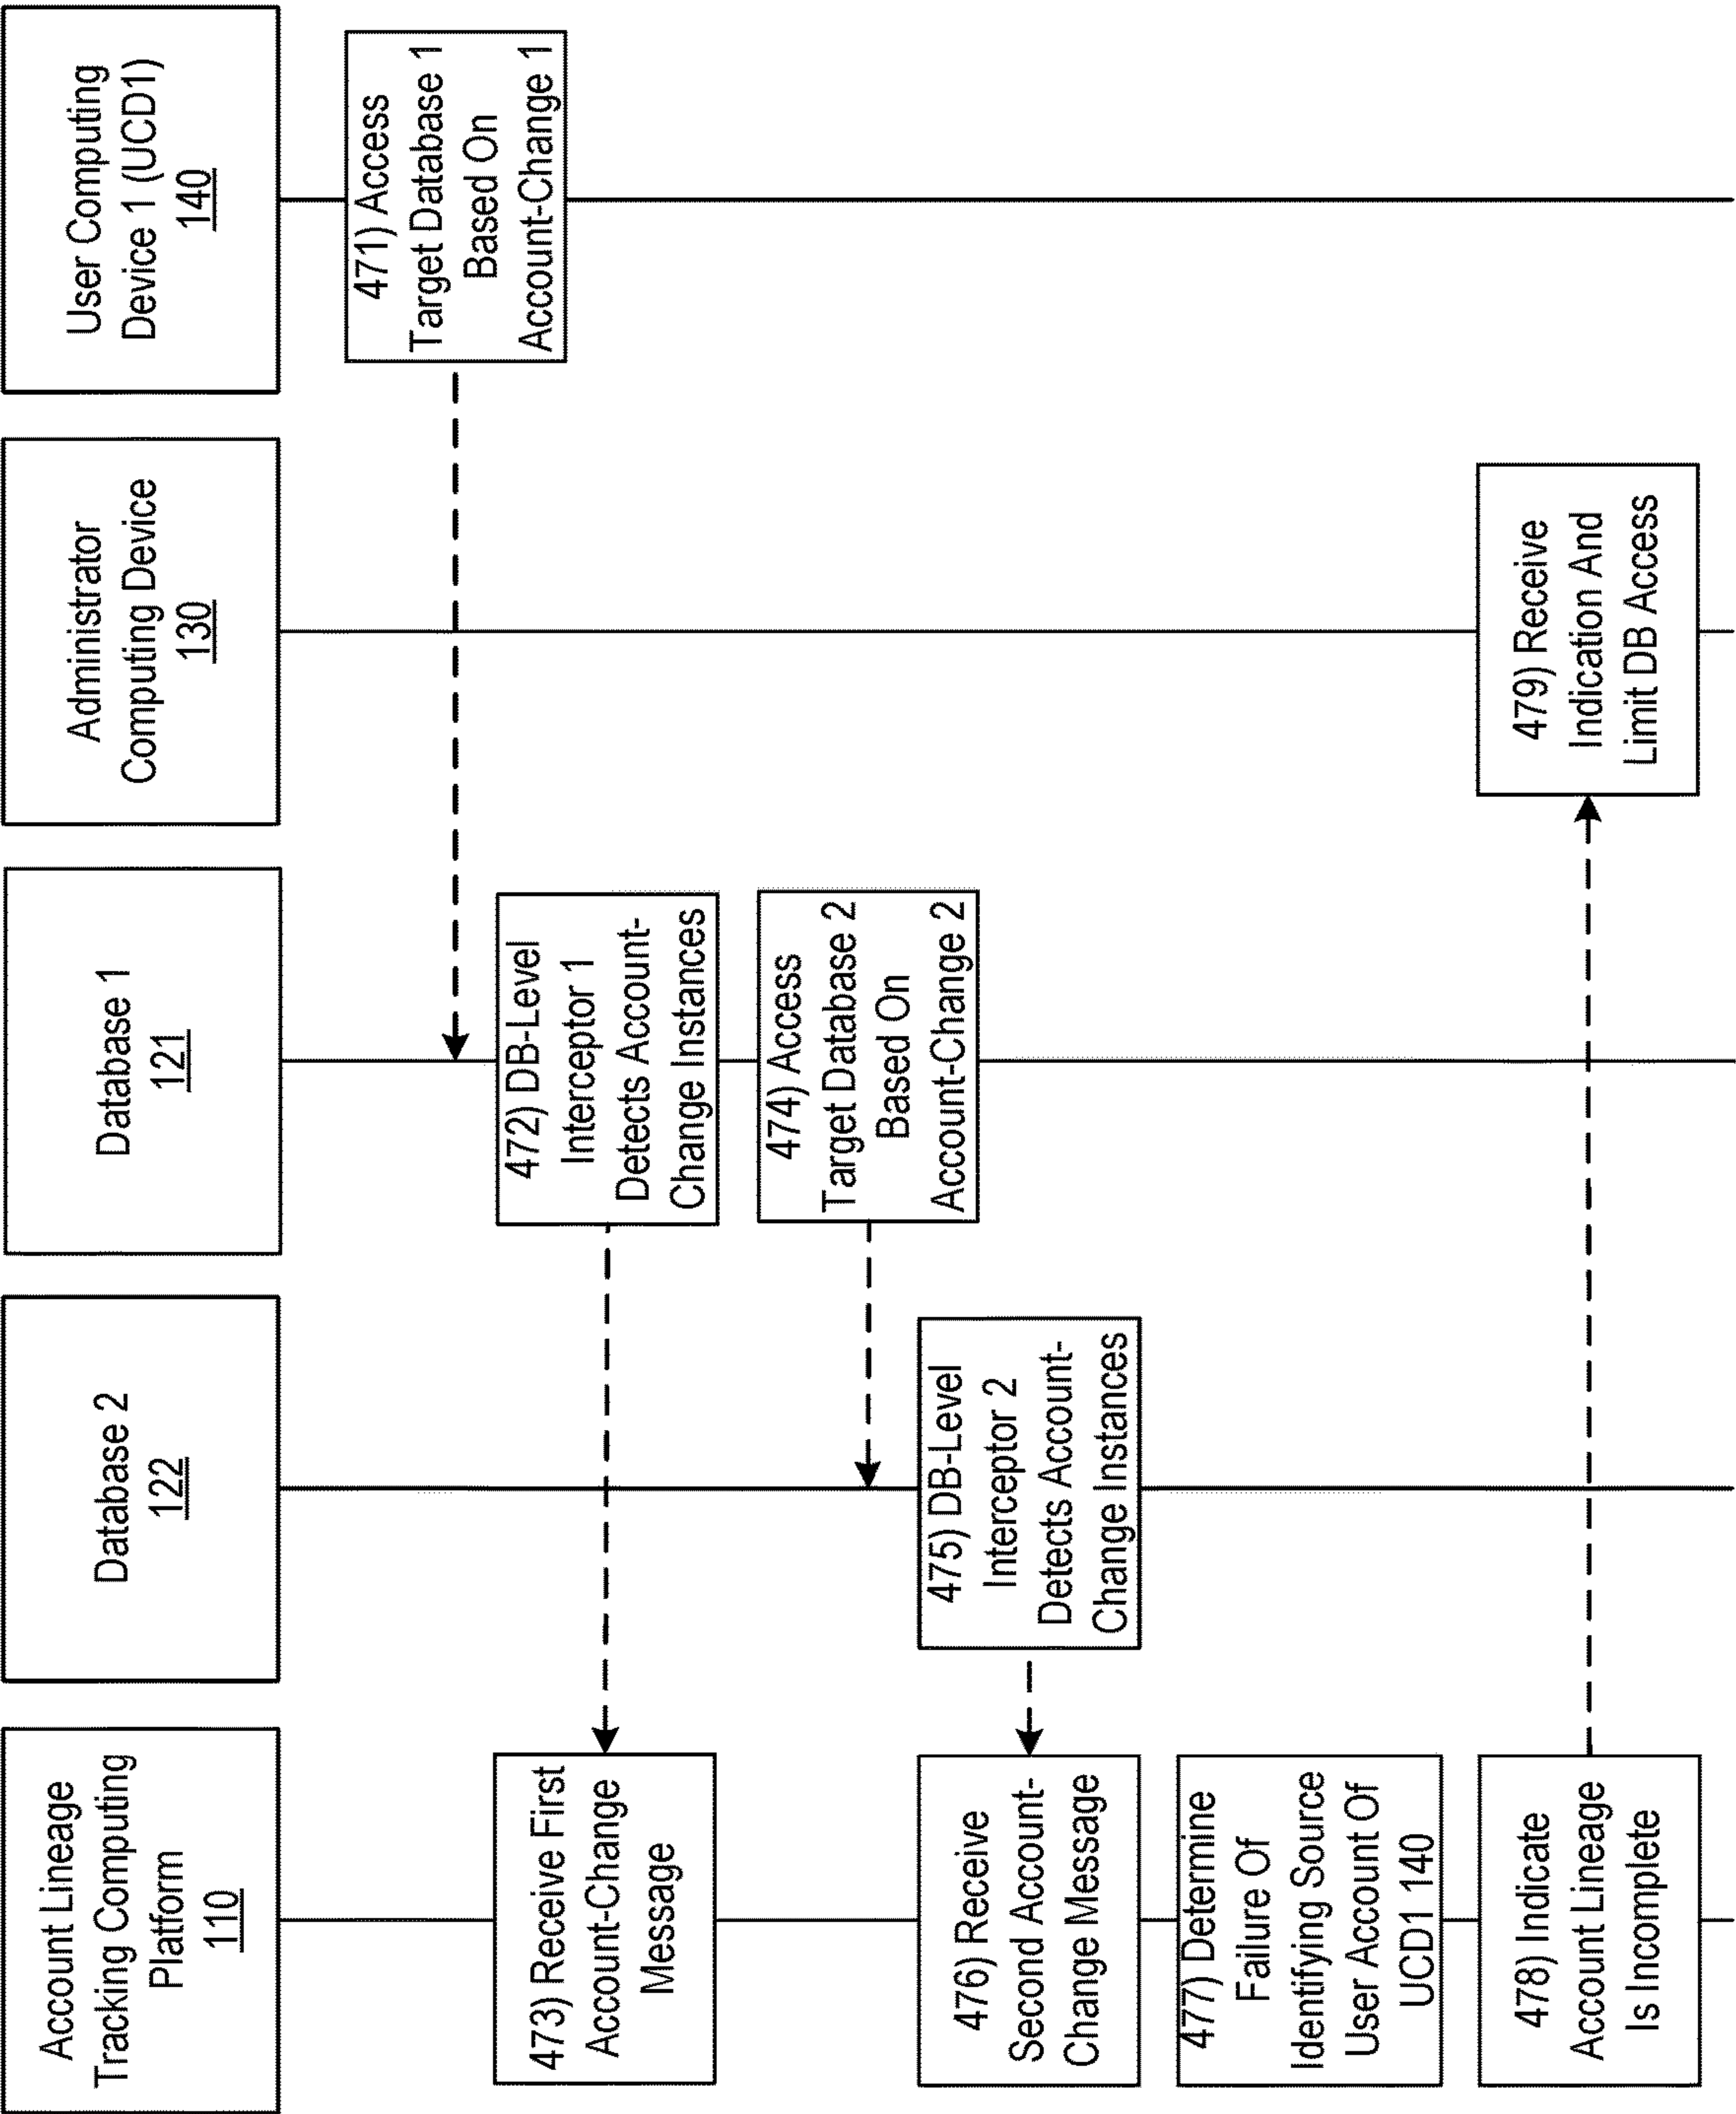 Account Lineage
Tracking Computing
Platform
110
Database 2
122
Database 1
121
Administrator
Computing Device
130
User Computing
Device 1 (UCD1)
140
471) Access
Target Database 1
Based On
Account-Change 1
472) DB-Level
Interceptor 1
Detects Account-
Change Instances
473) Receive First
Account-Change
Message
474) Access
Target Database 2
Based On
Account-Change 2
475) DB-Level
Interceptor 2
Detects Account-
Change Instances
476) Receive
Second Account-
Change Message
477) Determine
Failure Of
Identifying Source
User Account Of
UCD1 140
478) Indicate
Account Lineage
Is Incomplete
479) Receive
Indication And
Limit DB Access